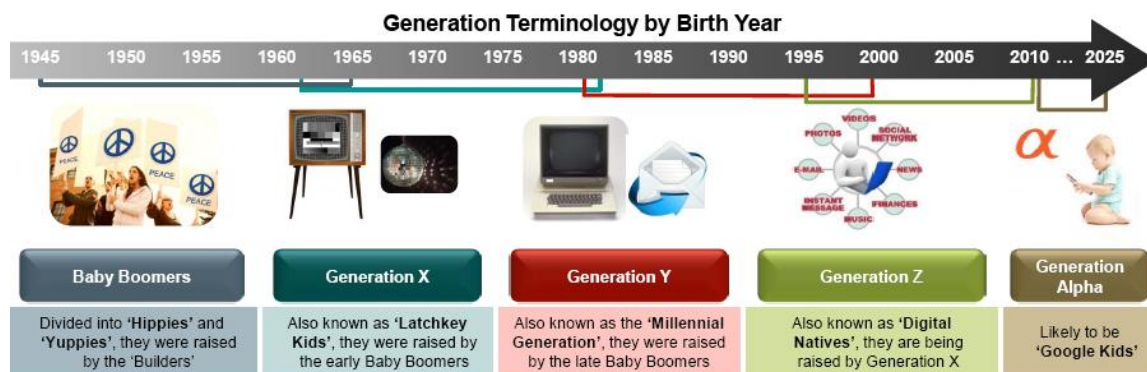 Generation Terminology by Birth Year
1945 1950 1955 1960 1965 1970 1975 1980 1985 1990 1995 2000 2005 2010 ... 2025
PEACE
PEACE
PEACE
PEACE
VIDEOS
PHOTOS
SOCIAL
NETWORK
E-MAIL
NEWS
INSTANT
MESSAGE
FINANCES
MUSIC
α
Baby Boomers
Divided into ‘Hippies’ and
‘Yuppies’, they were raised
by the ‘Builders’
Generation X
Also known as ‘Latchkey
Kids’, they were raised by
the early Baby Boomers
Generation Y
Also known as the ‘Millennial
Generation’, they were raised
by the late Baby Boomers
Generation Z
Also known as ‘Digital
Natives’, they are being
raised by Generation X
Generation
Alpha
Likely to be
‘Google Kids’